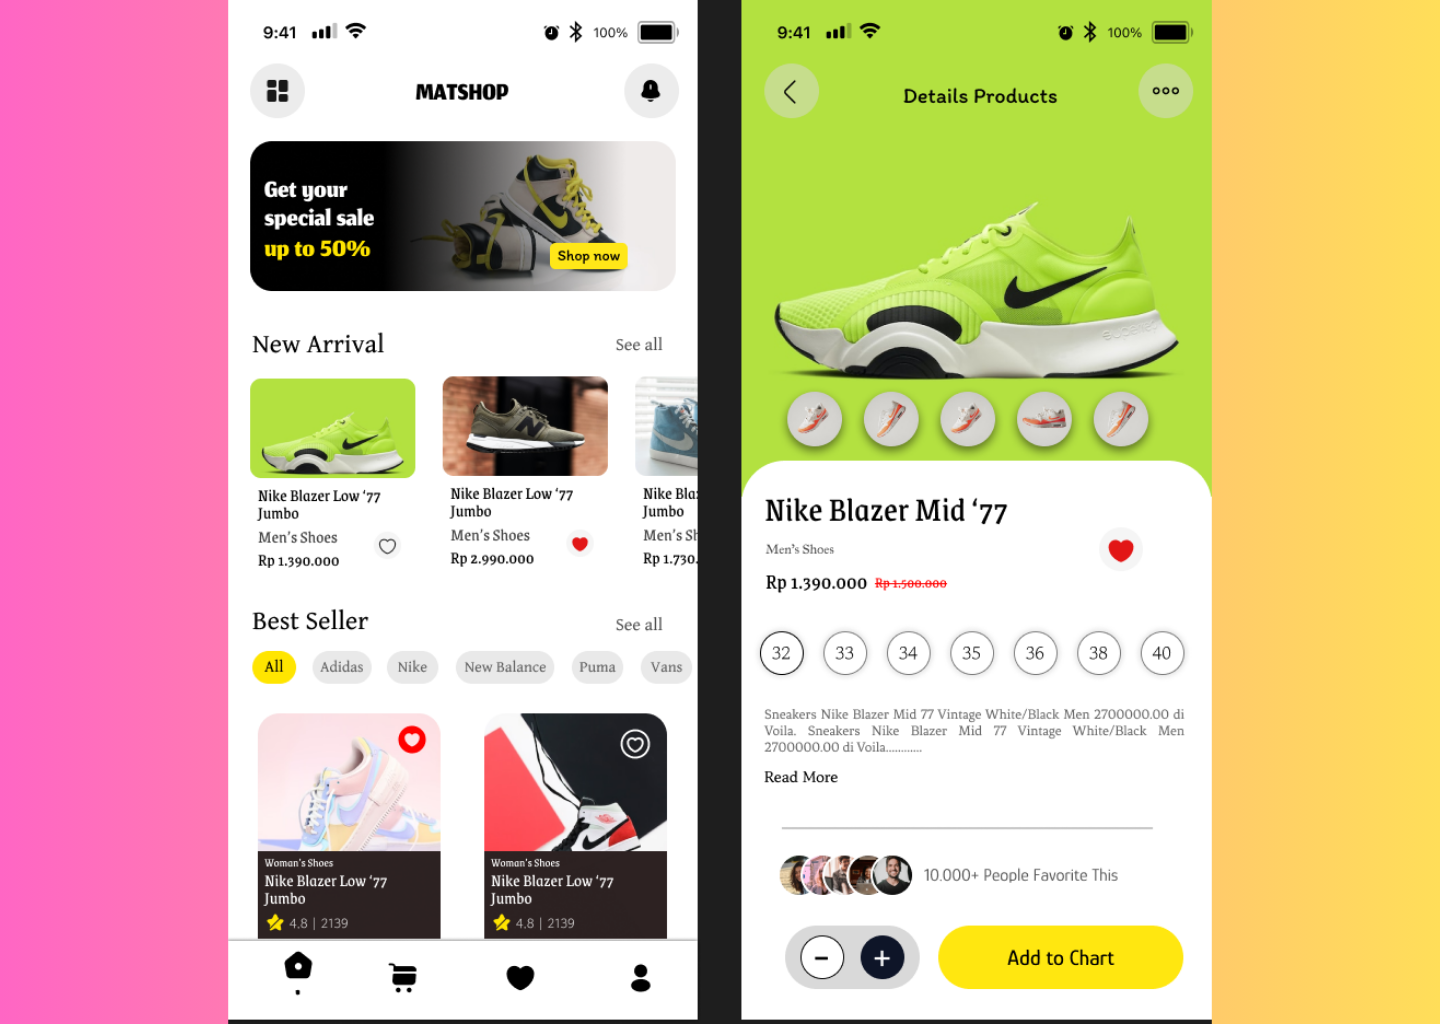 9:41
100%
MATSHOP
Get your
special sale
up to 50%
Shop now
New Arrival
See all
Nike Blazer Low ‘77
Jumbo
Men’s Shoes
Rp 1.390.000
Nike Blazer Low ‘77
Jumbo
Men’s Shoes
Rp 2.990.000
Nike Bla
Jumbo
Men’s Sh
Rp 1.730.
Best Seller
See all
All
Adidas
Nike
New Balance
Puma
Vans
Woman’s Shoes
Nike Blazer Low ‘77
Jumbo
4.8 | 2139
Woman’s Shoes
Nike Blazer Low ‘77
Jumbo
4.8 | 2139
9:41
100%
Details Products
Nike Blazer Mid ‘77
Men’s Shoes
Rp 1.390.000 Rp 1.500.000
32 33 34 35 36 38 40
Sneakers Nike Blazer Mid 77 Vintage White/Black Men 2700000.00 di
Voila. Sneakers Nike Blazer Mid 77 Vintage White/Black Men
2700000.00 di Voila............
Read More
10.000+ People Favorite This
Add to Chart